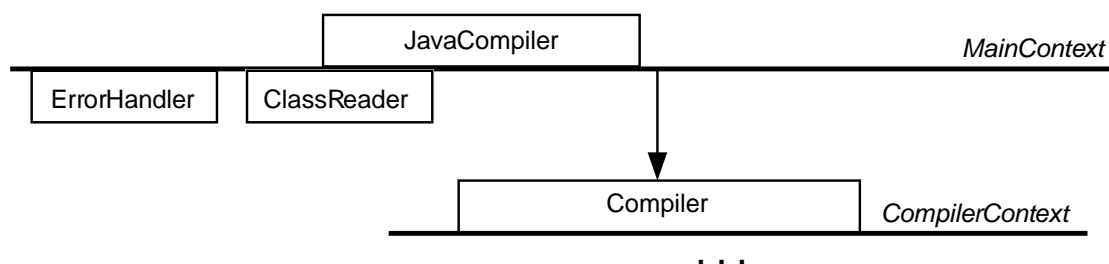 JavaCompiler
MainContext
ErrorHandler
ClassReader
Compiler
CompilerContext
...